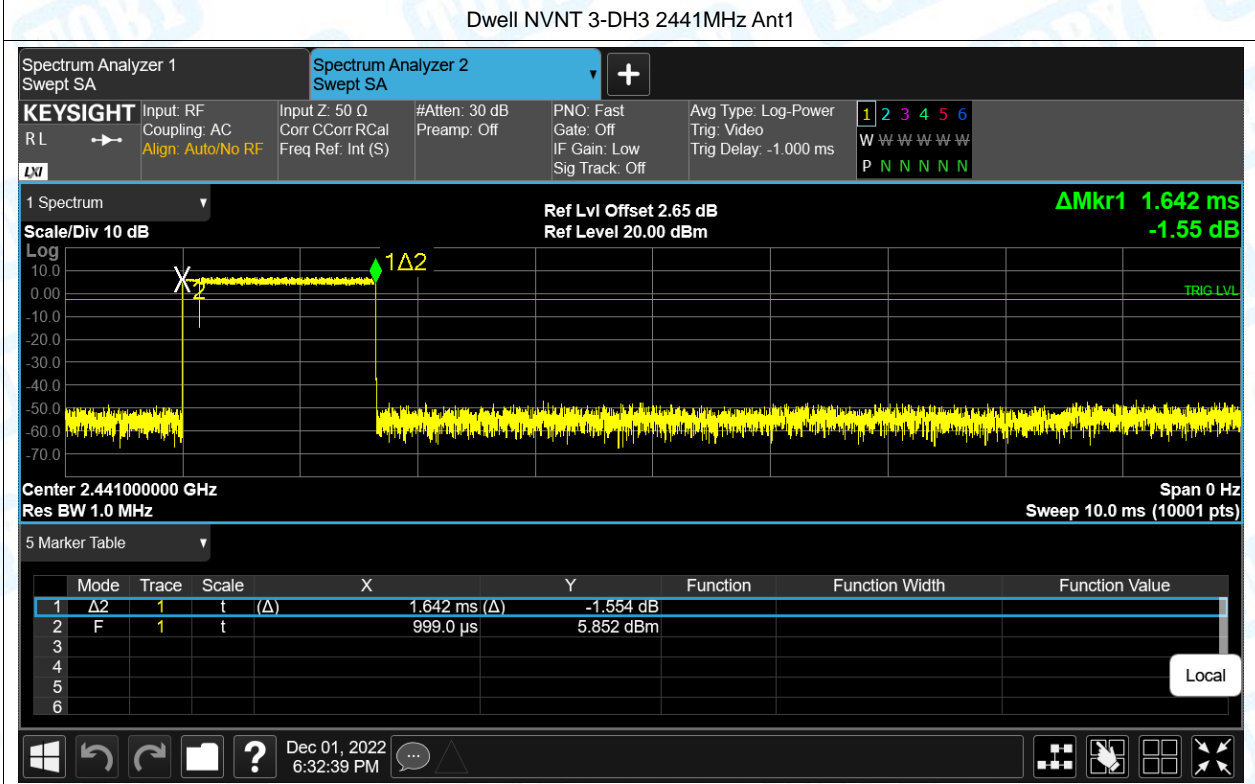 Dwell NVNT 3-DH3 2441MHz Ant1
Spectrum Analyzer 1
Swept SA
Spectrum Analyzer 2
Swept SA
KEYSIGHT
R L
LXI
Input: RF
Coupling: AC
Align: Auto/No RF
Input Z: 50 Ω
Corr CCorr RCal
Freq Ref: Int (S)
#Atten: 30 dB
Preamp: Off
PNO: Fast
Gate: Off
IF Gain: Low
Sig Track: Off
Avg Type: Log-Power
Trig: Video
Trig Delay: -1.000 ms
1 2 3 4 5 6
W W W W W W
P N N N N N
1 Spectrum
Scale/Div 10 dB
Ref Lvl Offset 2.65 dB
Ref Level 20.00 dBm
ΔMkr1 1.642 ms
-1.55 dB
Log
10.0
0.00
-10.0
-20.0
-30.0
-40.0
-50.0
-60.0
-70.0
X
2
1Δ2
TRIG LVL
Center 2.441000000 GHz
Res BW 1.0 MHz
Span 0 Hz
Sweep 10.0 ms (10001 pts)
5 Marker Table
Mode Trace Scale X Y Function Function Width Function Value
1 Δ2 1 t (Δ) 1.642 ms (Δ) -1.554 dB
2 F 1 t 999.0 µs 5.852 dBm
3
4
5
6
Local
?
Dec 01, 2022
6:32:39 PM